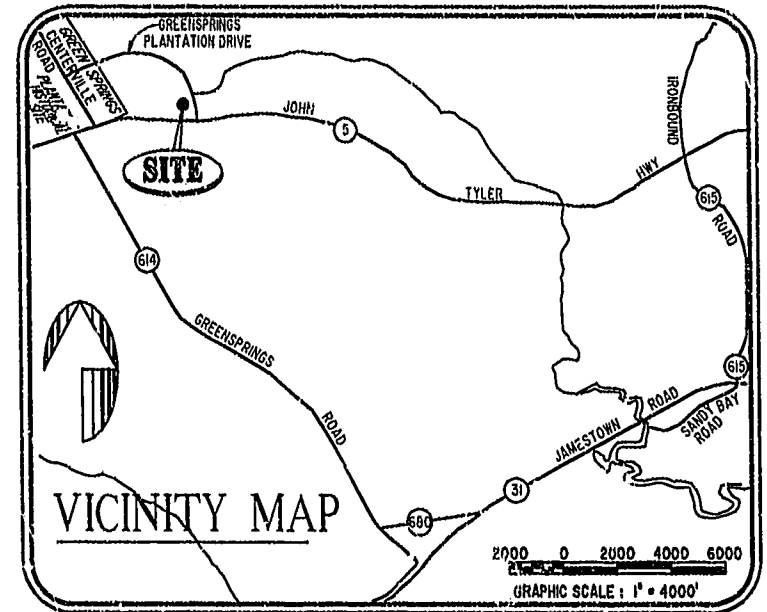 GREENSPRINGS
PLANTATION DRIVE
GREEN SPRINGS
CENTERVILLE
ROAD
SITE
JOHN
5
TYLER
HWY
IRONBOUND
615
ROAD
614
GREENSPRINGS
ROAD
615
SANDY BAY
ROAD
JAMESTOWN
ROAD
31
680
VICINITY MAP
2000 0 2000 4000 6000
GRAPHIC SCALE : 1" = 4000'